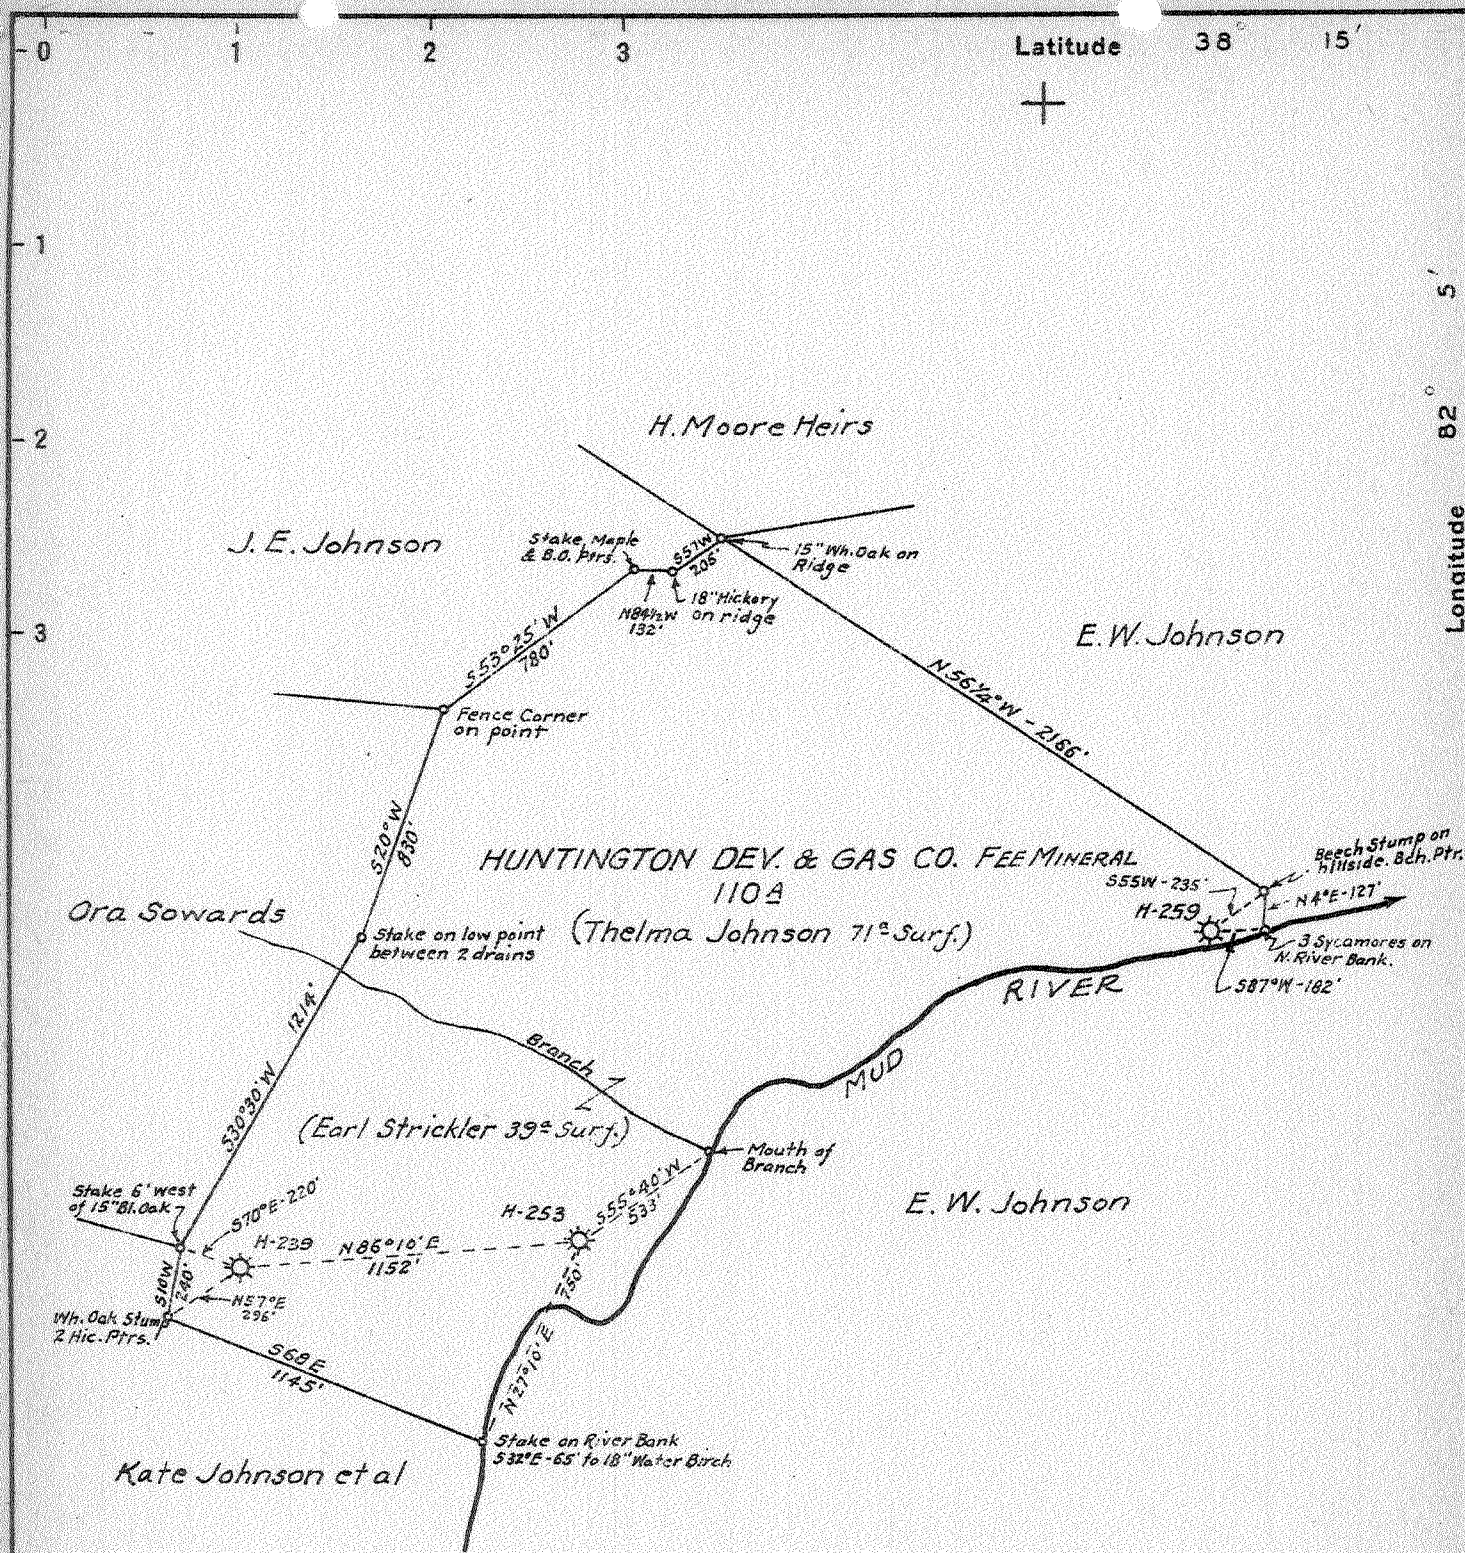 0 1 2 3 Latitude 38° 15'
1
2
3
5'
82°
Longitude
H. Moore Heirs
J. E. Johnson
Stake, Maple
& B.O. Ptrs.
S57W
205'
15" Wh. Oak on
Ridge
18" Hickory
on ridge
N84½W
132'
E. W. Johnson
S53°25'W
780'
N.56¼°W - 2166'
Fence Corner
on point
S20°W
830'
HUNTINGTON DEV. & GAS CO. FEE MINERAL
110 A
(Thelma Johnson 71 a Surf.)
Beech Stump on
hillside. Bch. Ptr.
S55W-235'
N4°E-127'
H-259
3 Sycamores on
N. River Bank.
S87°W-182'
Ora Sowards
Stake on low point
between 2 drains
RIVER
MUD
1214'
S30°30'W
Branch
(Earl Strickler 39 a Surf.)
Mouth of
Branch
Stake 6' west
of 15" Bl. Oak
S70°E-220'
H-239
N86°10'E
1152'
H-253
S55°40'W
533'
E. W. Johnson
S10W
240'
N57°E
296'
750'
N27°10'E
Wh. Oak Stump
2 Hic. Ptrs.
S68E
1145'
Stake on River Bank
S32°E-65' to 18" Water Birch
Kate Johnson et al